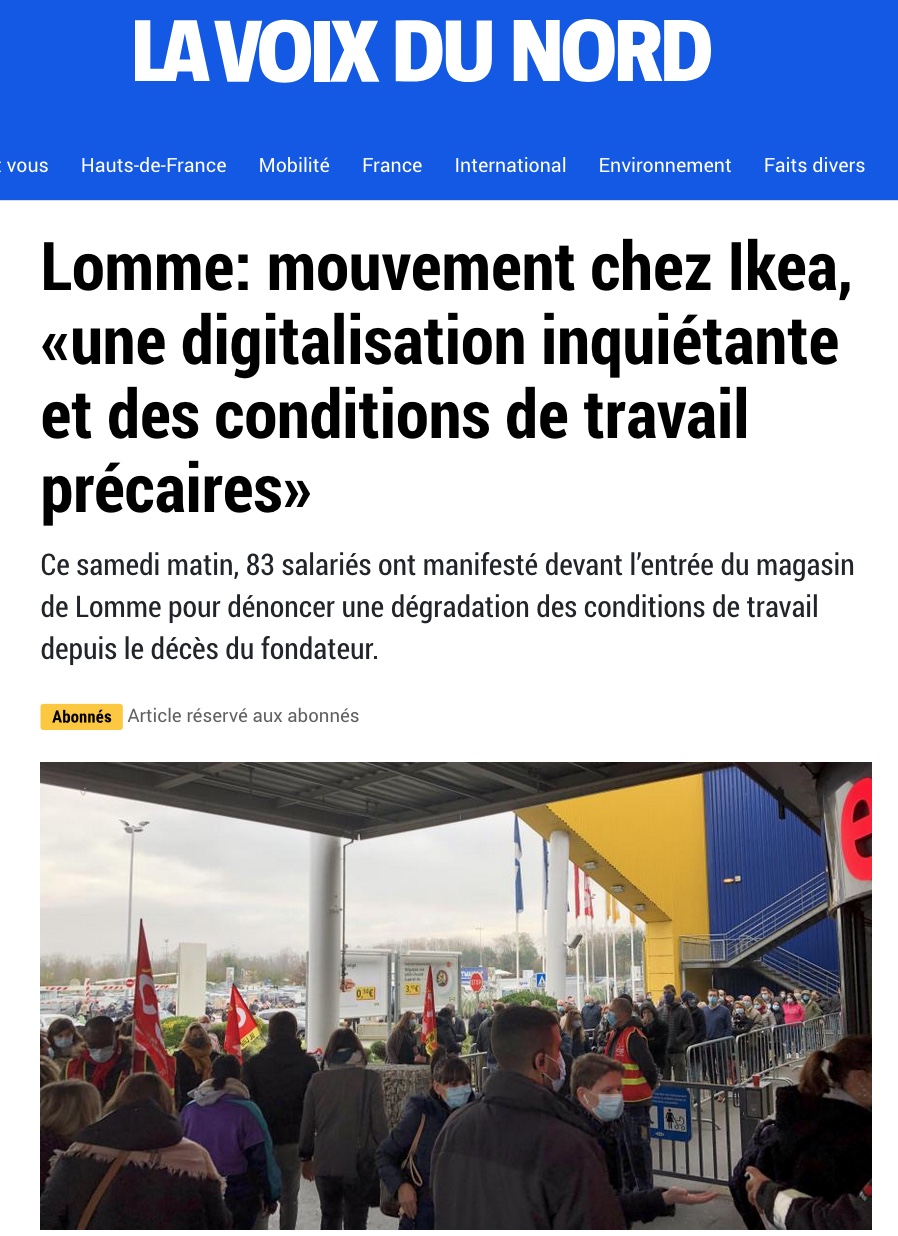 LA VOIX DU NORD
t vous Hauts-de-France Mobilité France International Environnement Faits divers
Lomme: mouvement chez Ikea,
«une digitalisation inquiétante
et des conditions de travail
précaires»
Ce samedi matin, 83 salariés ont manifesté devant l’entrée du magasin
de Lomme pour dénoncer une dégradation des conditions de travail
depuis le décès du fondateur.
Abonnés Article réservé aux abonnés
e
STOP